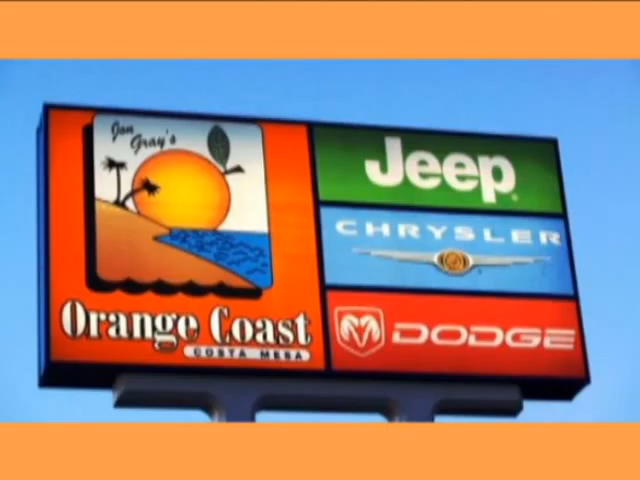 Jon
Gray's
Orange Coast
COSTA MESA
Jeep
CHRYSLER
DODGE